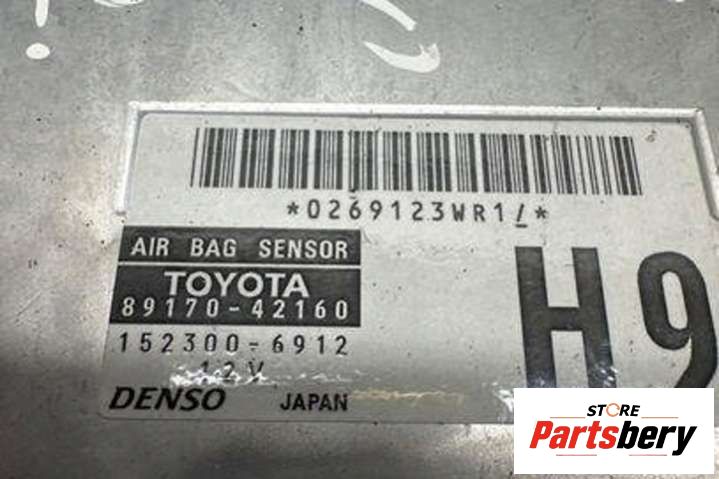 *0269123WR1/*
AIR BAG SENSOR
TOYOTA
89170-42160
152300-6912
12V
DENSO JAPAN
H9
STORE
Partsbery